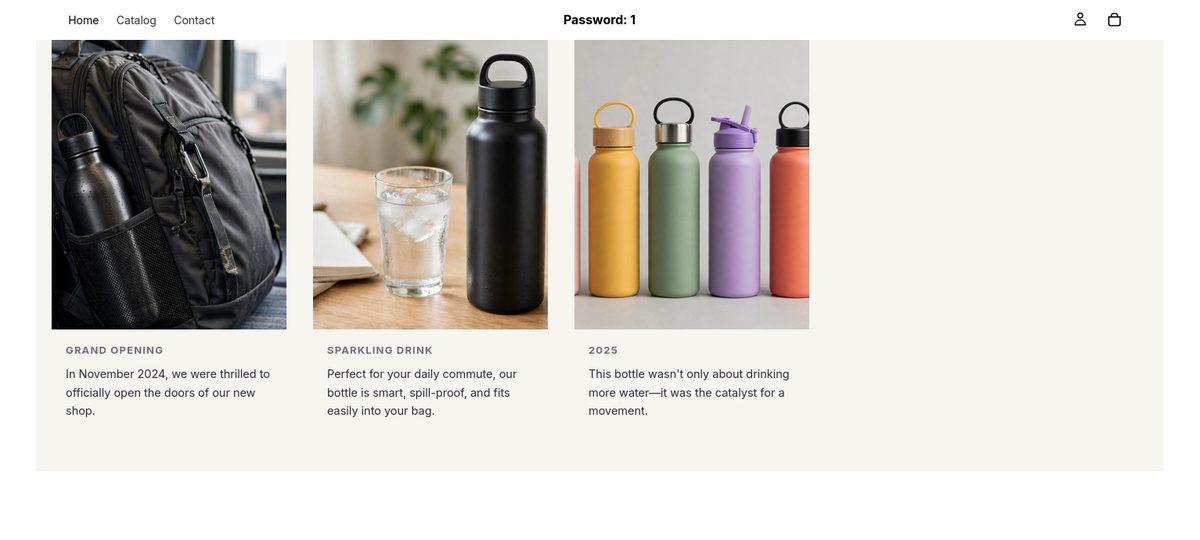 Home Catalog Contact
Password: 1
GRAND OPENING
In November 2024, we were thrilled to
officially open the doors of our new
shop.
SPARKLING DRINK
Perfect for your daily commute, our
bottle is smart, spill-proof, and fits
easily into your bag.
2025
This bottle wasn't only about drinking
more water—it was the catalyst for a
movement.